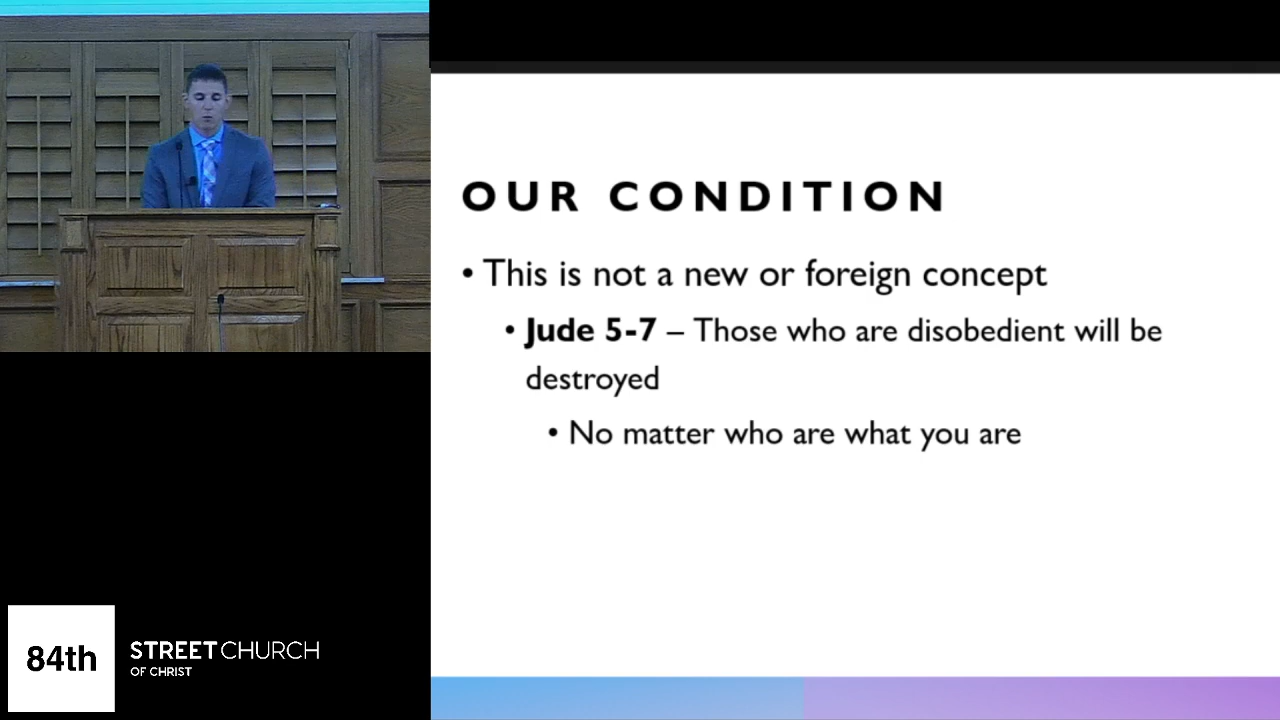 OUR CONDITION
• This is not a new or foreign concept
• Jude 5-7 – Those who are disobedient will be
destroyed
• No matter who are what you are
84th
STREET CHURCH
OF CHRIST